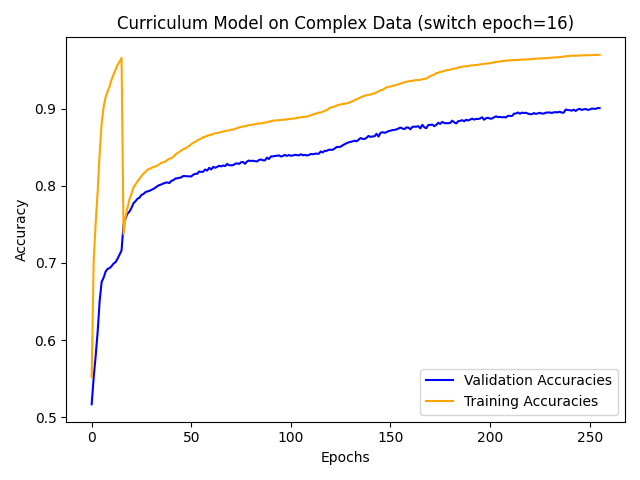 Curriculum Model on Complex Data (switch epoch=16)
0.9
0.8
0.7
0.6
0.5
Accuracy
0
50
100
150
200
250
Epochs
Validation Accuracies
Training Accuracies